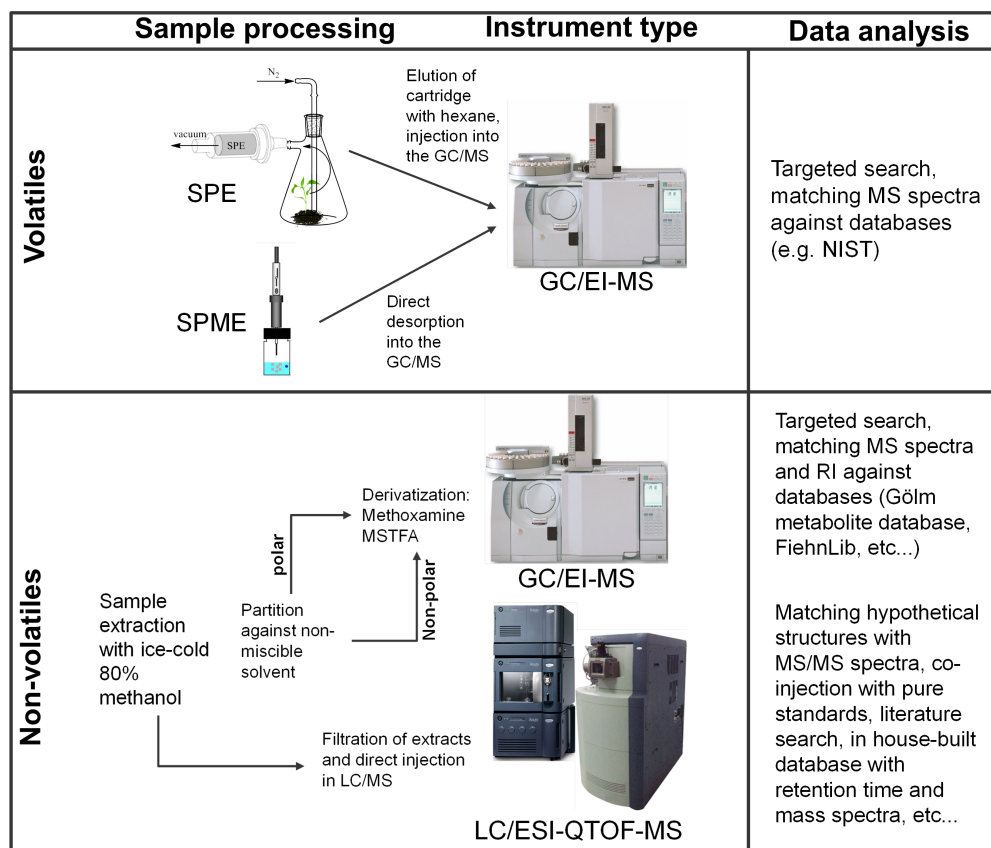 Sample processing
Instrument type
Data analysis
Volatiles
N2
vacuum
SPE
SPE
Elution of
cartridge
with hexane,
injection into
the GC/MS
GC/EI-MS
SPME
Direct
desorption
into the
GC/MS
Targeted search,
matching MS spectra
against databases
(e.g. NIST)
Non-volatiles
Sample
extraction
with ice-cold
80%
methanol
polar
Partition
against non-
miscible
solvent
Non-polar
Derivatization:
Methoxamine
MSTFA
GC/EI-MS
Filtration of extracts
and direct injection
in LC/MS
LC/ESI-QTOF-MS
Targeted search,
matching MS spectra
and RI against
databases (Gölm
metabolite database,
FiehnLib, etc...)
Matching hypothetical
structures with
MS/MS spectra, co-
injection with pure
standards, literature
search, in house-built
database with
retention time and
mass spectra, etc...